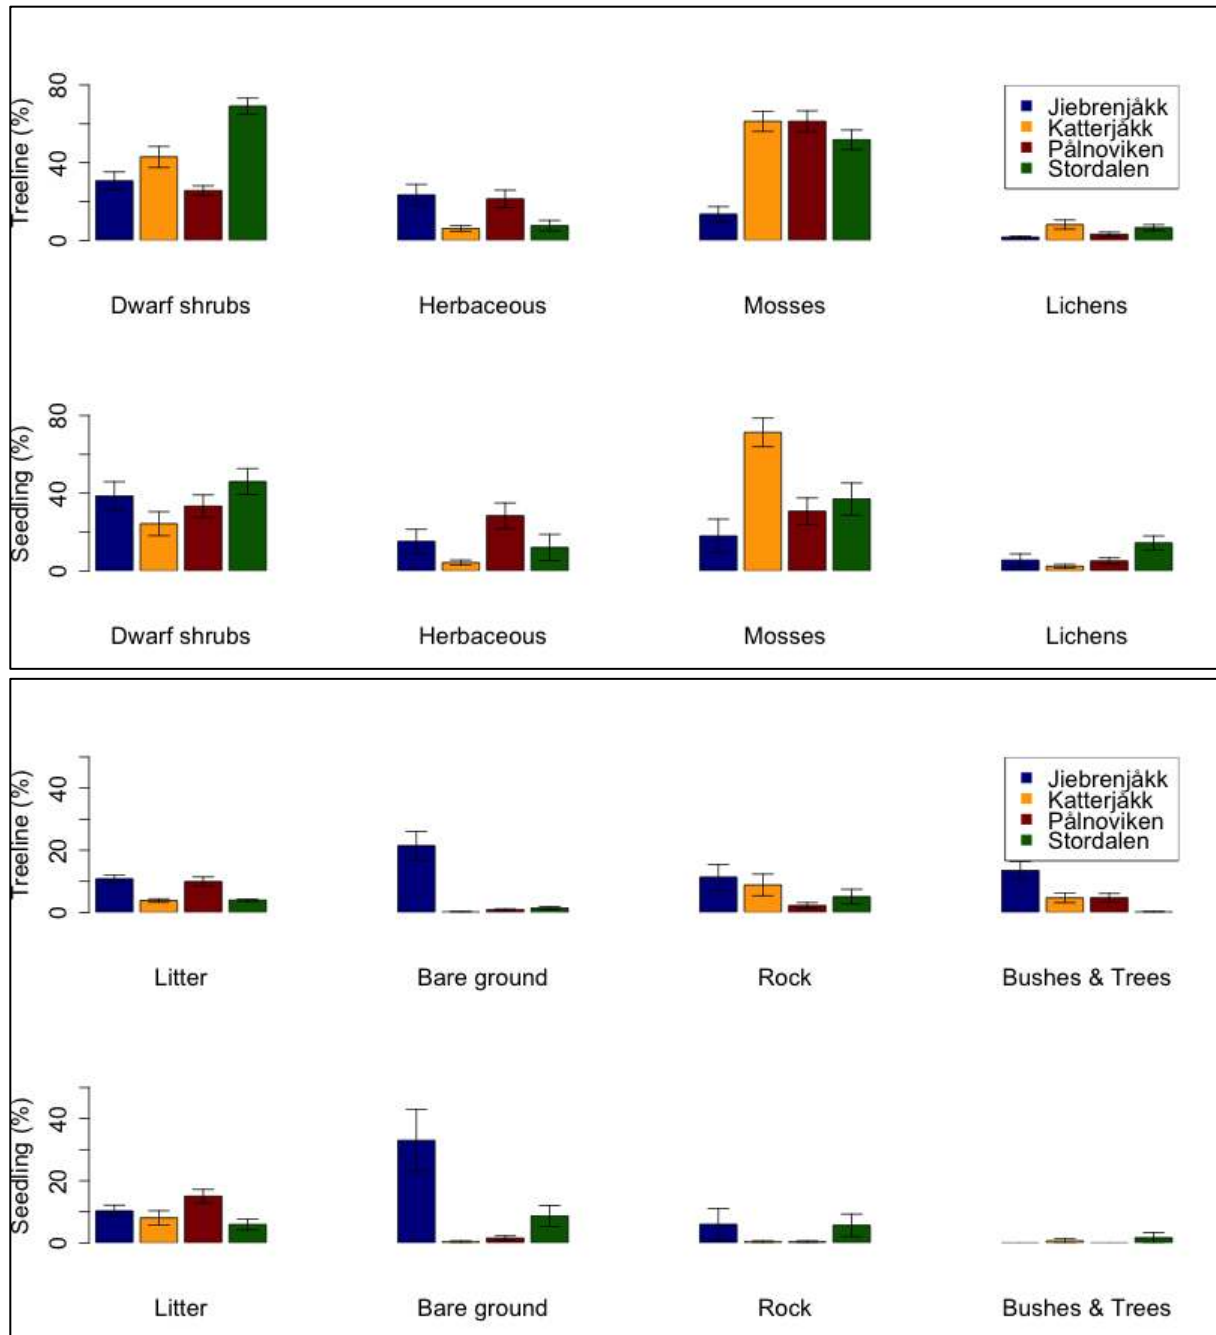 Treeline (%)
80
40
0
Jiebrenjåkk
Katterjåkk
Pålnoviken
Stordalen
Dwarf shrubs Herbaceous Mosses Lichens
Seedling (%)
80
40
0
Dwarf shrubs Herbaceous Mosses Lichens
Treeline (%)
40
20
0
Jiebrenjåkk
Katterjåkk
Pålnoviken
Stordalen
Litter Bare ground Rock Bushes & Trees
Seedling (%)
40
20
0
Litter Bare ground Rock Bushes & Trees